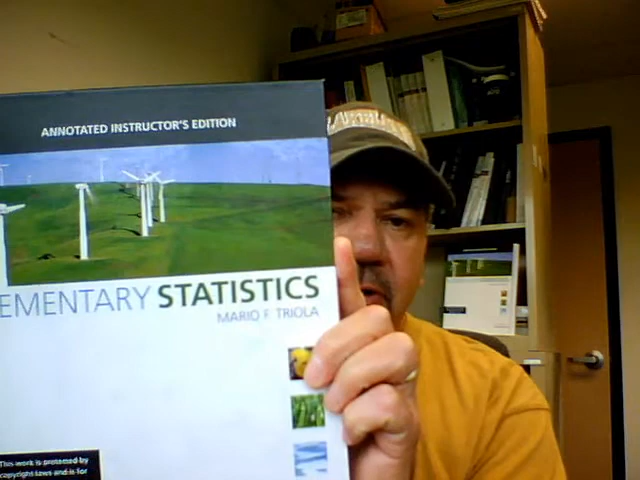 ANNOTATED INSTRUCTOR'S EDITION
EMENTARY STATISTICS
MARIO F. TRIOLA
This work is protected by
copyright laws and is for